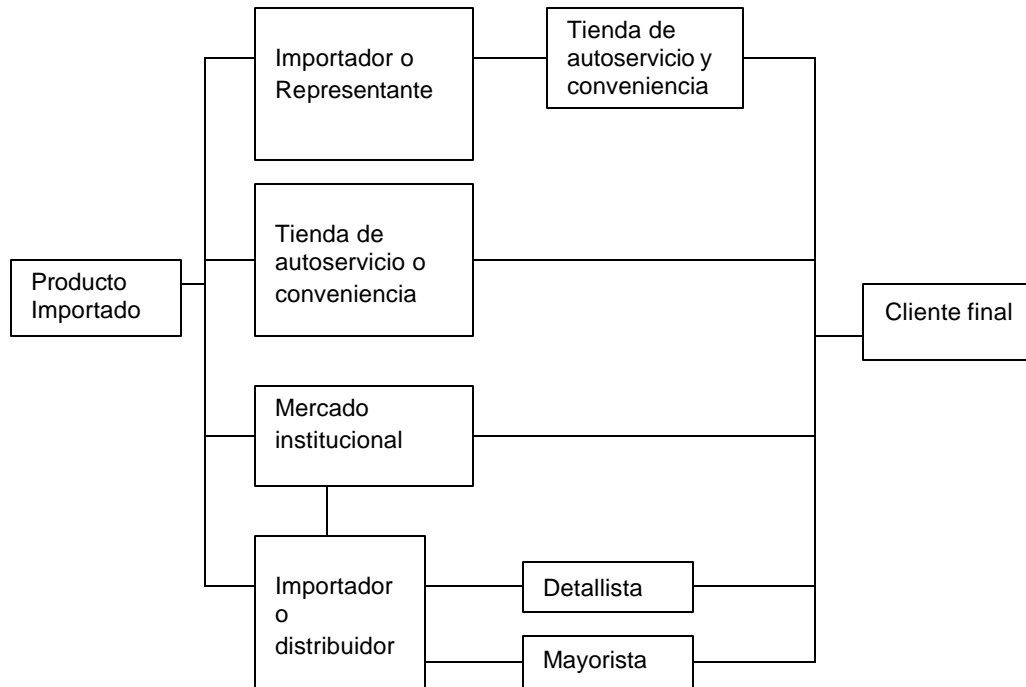 Producto
Importado
Importador o
Representante
Tienda de
autoservicio y
conveniencia
Tienda de
autoservicio o
conveniencia
Mercado
institucional
Importador
o
distribuidor
Detallista
Mayorista
Cliente final